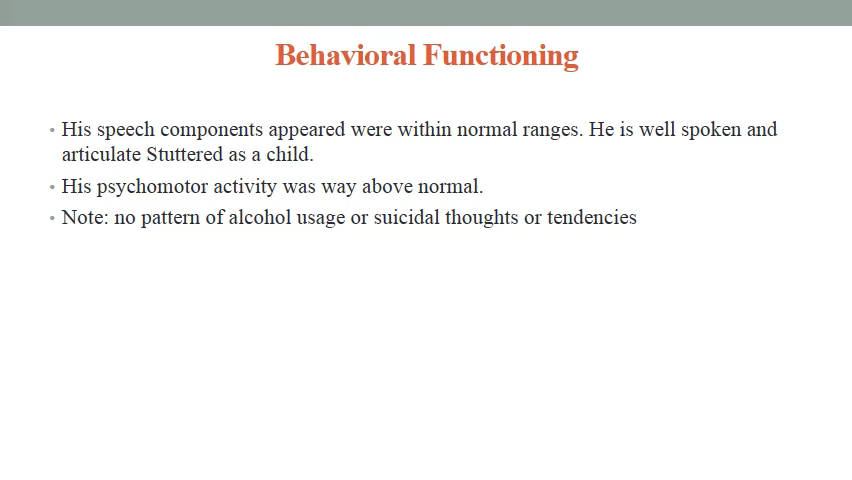 Behavioral Functioning
• His speech components appeared were within normal ranges. He is well spoken and
articulate Stuttered as a child.
• His psychomotor activity was way above normal.
• Note: no pattern of alcohol usage or suicidal thoughts or tendencies